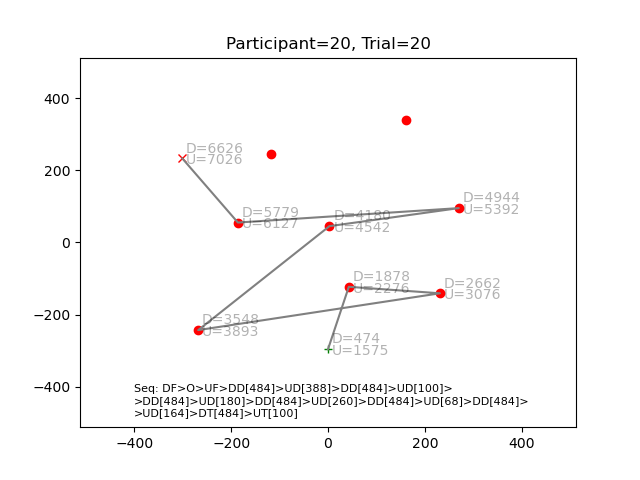 Participant=20, Trial=20
400
200
0
−200
−400
D=6626
U=7026
D=5779
U=6127
D=4180
U=4542
D=4944
U=5392
D=1878
U=2276
D=2662
U=3076
D=3548
U=3893
D=474
U=1575
Seq: DF>O>UF>DD[484]>UD[388]>DD[484]>UD[100]>
>DD[484]>UD[180]>DD[484]>UD[260]>DD[484]>UD[68]>DD[484]>
>UD[164]>DT[484]>UT[100]
−400 −200 0 200 400